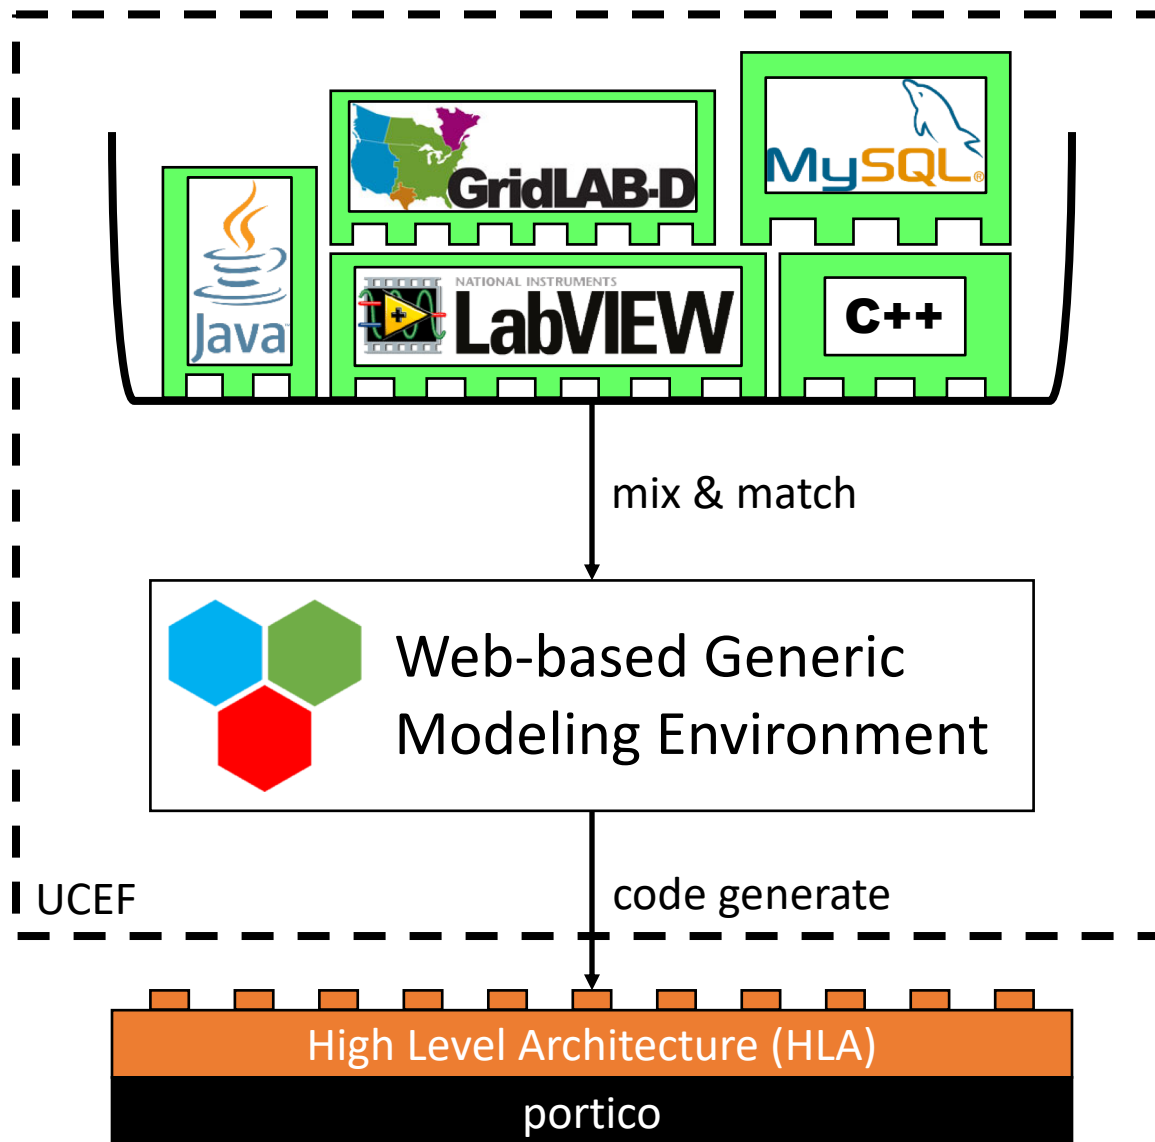 GridLAB-D
MySQL®
Java™
NATIONAL INSTRUMENTS
LabVIEW
C++
mix & match
Web-based Generic
Modeling Environment
UCEF
code generate
High Level Architecture (HLA)
portico